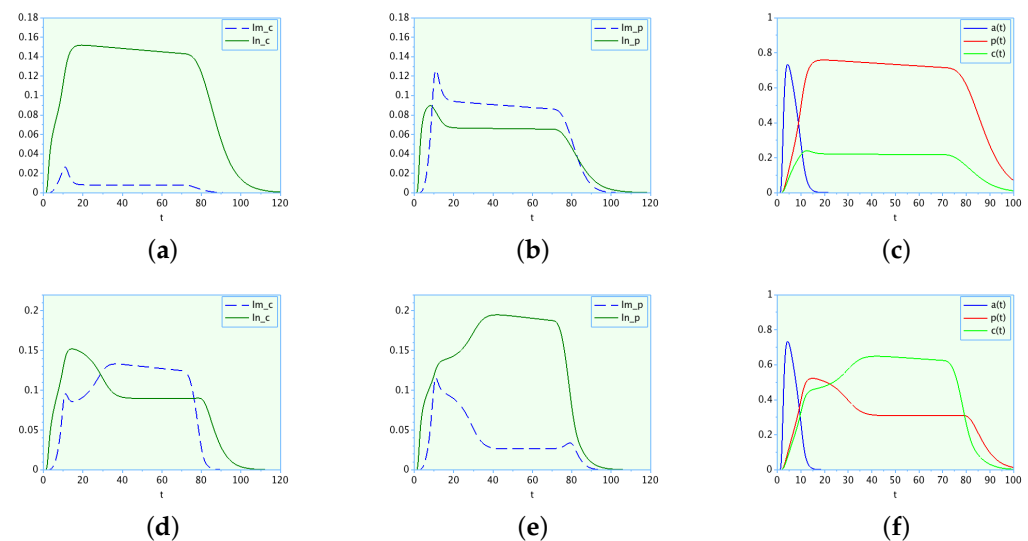 0.18
0.16
0.14
0.12
0.1
0.08
0.06
0.04
0.02
0
0 20 40 60 80 100 120
t
Im_c
In_c
(a)
0.18
0.16
0.14
0.12
0.1
0.08
0.06
0.04
0.02
0
0 20 40 60 80 100 120
t
Im_p
In_p
(b)
1
0.8
0.6
0.4
0.2
0
0 10 20 30 40 50 60 70 80 90 100
t
a(t)
p(t)
c(t)
(c)
0.2
0.15
0.1
0.05
0
0 20 40 60 80 100 120
t
Im_c
In_c
(d)
0.2
0.15
0.1
0.05
0
0 20 40 60 80 100 120
t
Im_p
In_p
(e)
1
0.8
0.6
0.4
0.2
0
0 10 20 30 40 50 60 70 80 90 100
t
a(t)
p(t)
c(t)
(f)